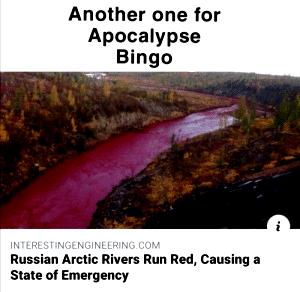 Another one for
Apocalypse
Bingo
i
INTERESTINGENGINEERING.COM
Russian Arctic Rivers Run Red, Causing a
State of Emergency